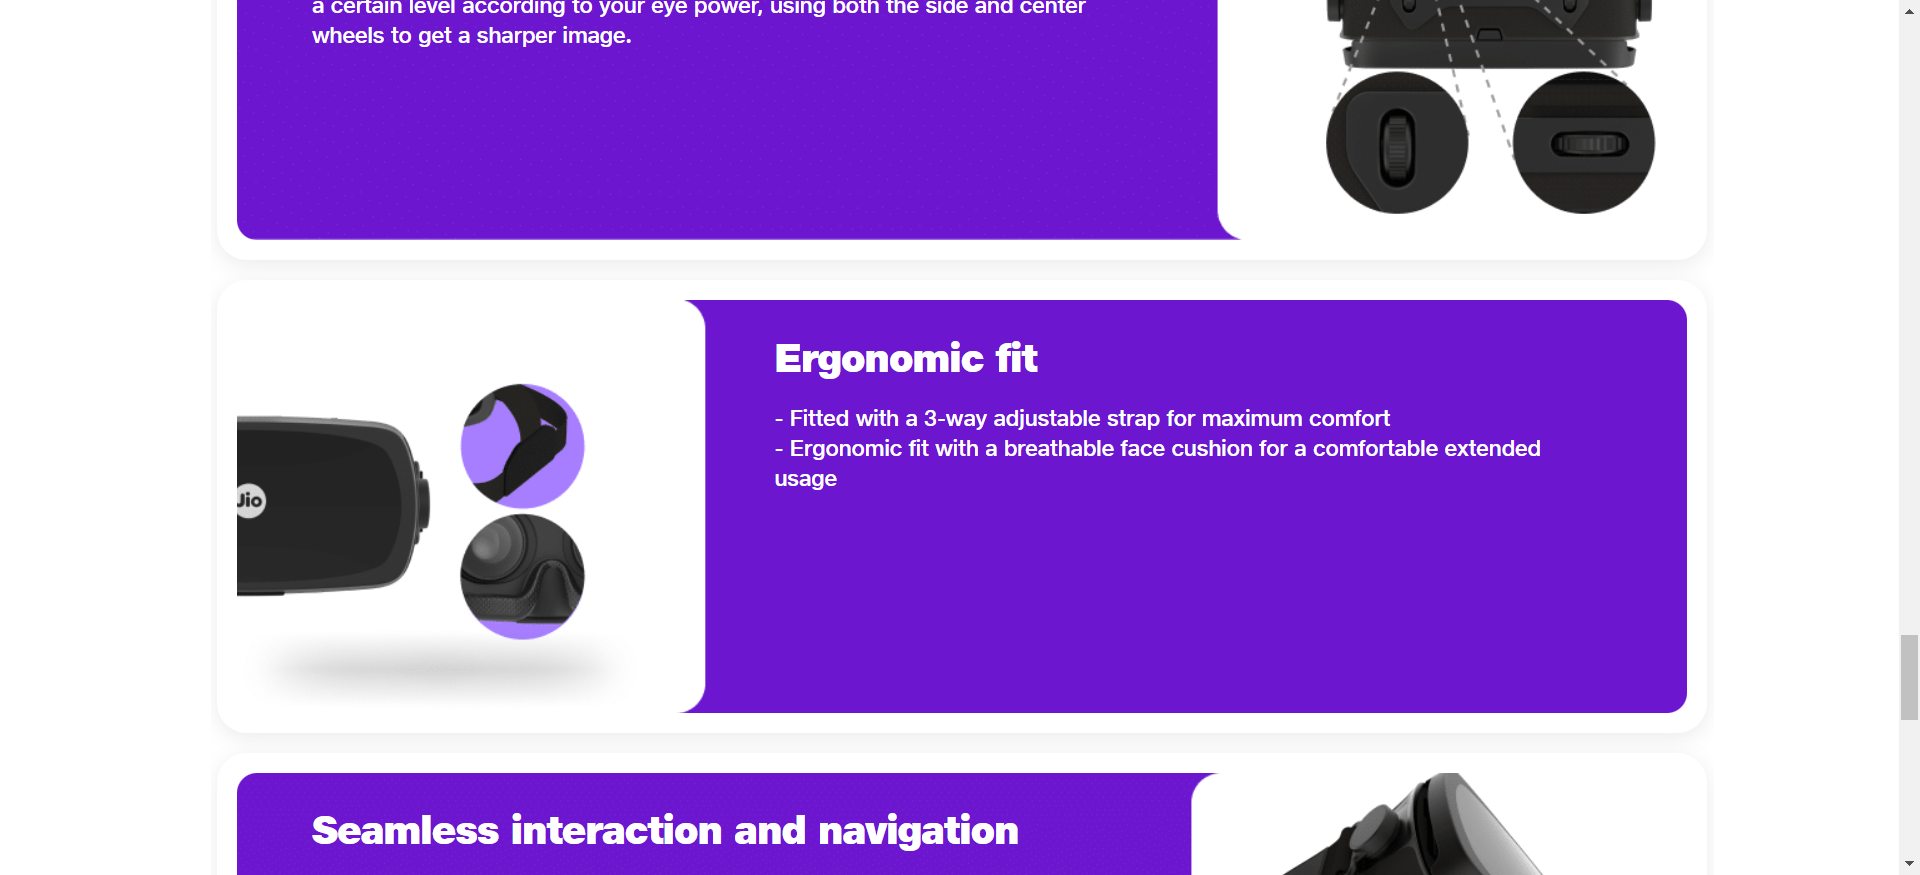 a certain level according to your eye power, using both the side and center
wheels to get a sharper image.
Ergonomic fit
- Fitted with a 3-way adjustable strap for maximum comfort
- Ergonomic fit with a breathable face cushion for a comfortable extended
usage
Jio
Seamless interaction and navigation